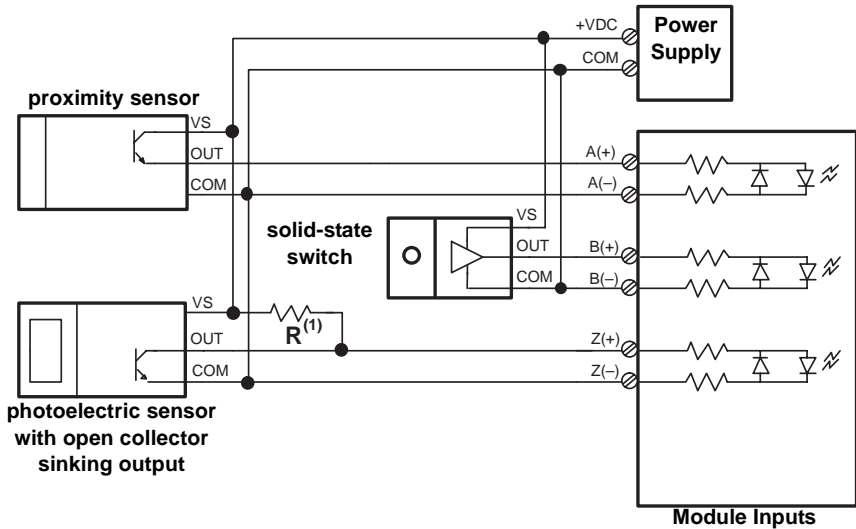 +VDC
COM
Power
Supply
proximity sensor
VS
OUT
COM
A(+)
A(–)
solid-state
switch
VS
OUT
COM
B(+)
B(–)
VS
R(1)
OUT
COM
Z(+)
Z(–)
photoelectric sensor
with open collector
sinking output
Module Inputs